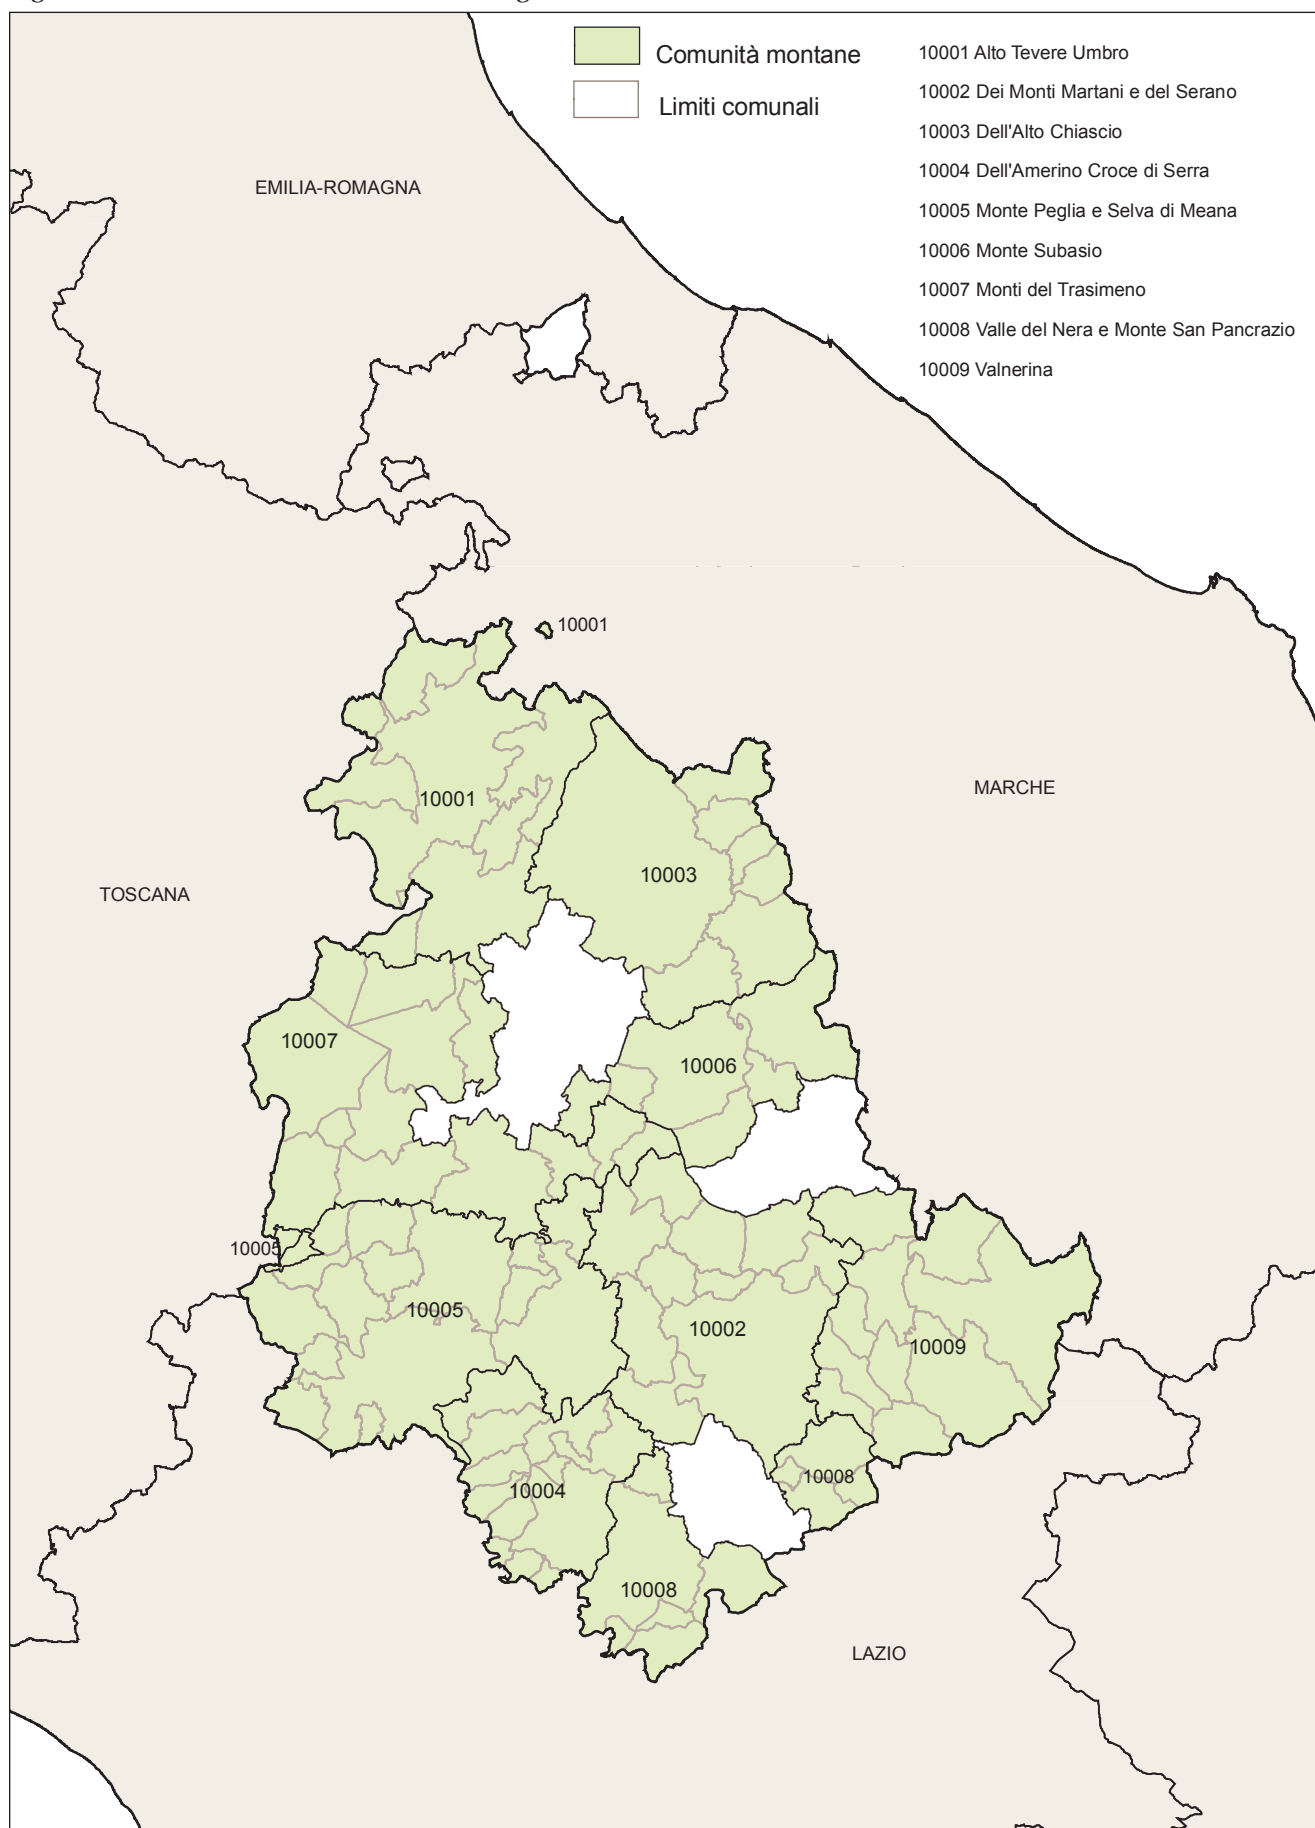 Comunità montane
Limiti comunali
10001 Alto Tevere Umbro
10002 Dei Monti Martani e del Serano
10003 Dell'Alto Chiascio
10004 Dell'Amerino Croce di Serra
10005 Monte Peglia e Selva di Meana
10006 Monte Subasio
10007 Monti del Trasimeno
10008 Valle del Nera e Monte San Pancrazio
10009 Valnerina
EMILIA-ROMAGNA
10001
MARCHE
10001
10003
TOSCANA
10007
10006
10005
10005
10002
10009
10008
10004
10008
LAZIO